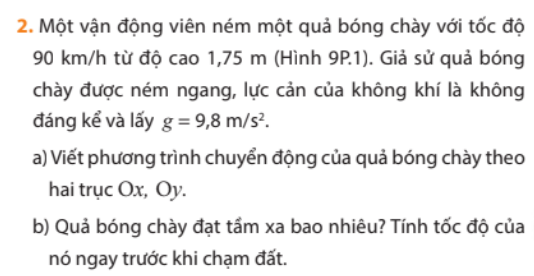 2. Một vận động viên ném một quả bóng chày với tốc độ
90 km/h từ độ cao 1,75 m (Hình 9P.1). Giả sử quả bóng
chày được ném ngang, lực cản của không khí là không
đáng kể và lấy g = 9,8 m/s².
a) Viết phương trình chuyển động của quả bóng chày theo
hai trục Ox, Oy.
b) Quả bóng chày đạt tầm xa bao nhiêu? Tính tốc độ của
nó ngay trước khi chạm đất.